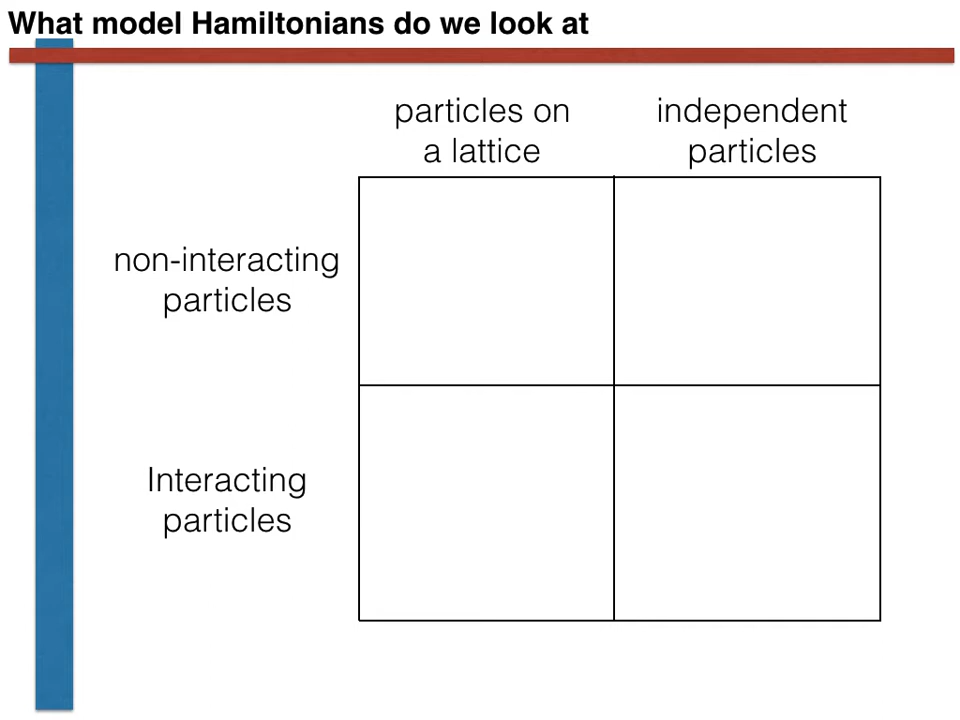 What model Hamiltonians do we look at
particles on
a lattice
independent
particles
non-interacting
particles
Interacting
particles